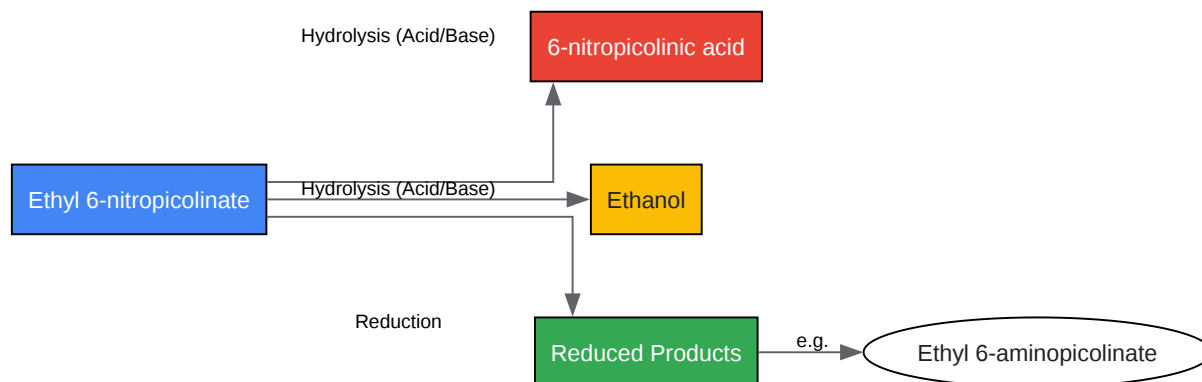 Hydrolysis (Acid/Base)
6-nitropicolinic acid
Ethyl 6-nitropicolinate
Hydrolysis (Acid/Base)
Ethanol
Reduction
Reduced Products
e.g.
Ethyl 6-aminopicolinate